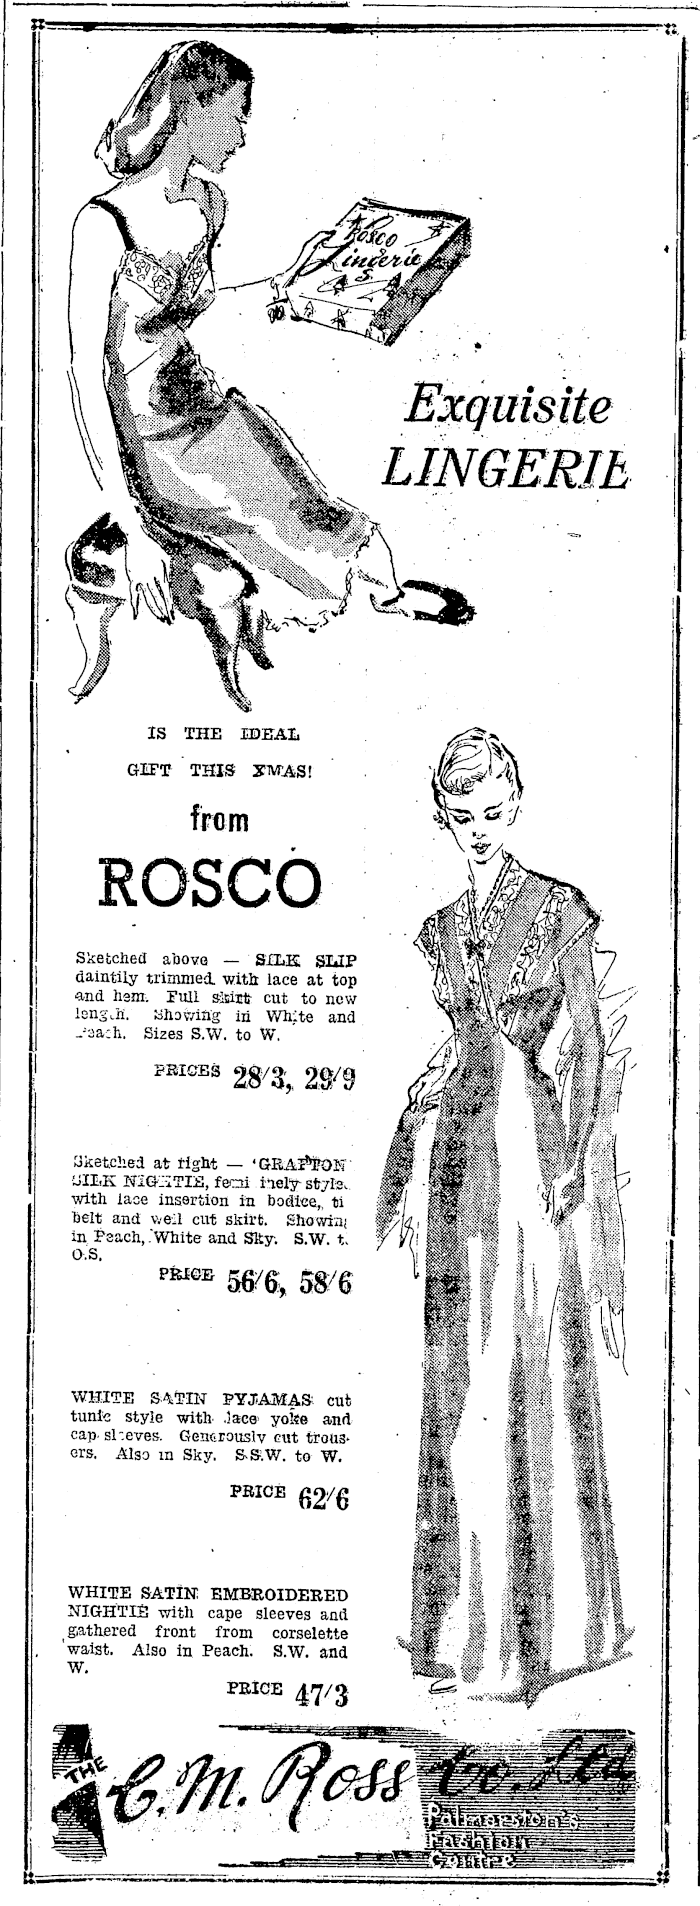 Rosco
Lingerie
Exquisite
LINGERIE
IS THE IDEAL
GIFT THIS XMAS!
from
ROSCO
Sketched above — SILK SLIP
daintily trimmed with lace at top
and hem. Full skirt cut to new
length. Showing in White and
Peach. Sizes S.W. to W.
PRICES 28/3, 29/9
Sketched at right — 'GRAFTON'
SILK NIGHTIE, femininely style
with lace insertion in bodice, ti
belt and well cut skirt. Showing
in Peach, White and Sky. S.W. t.
O.S.
PRICE 56/6, 58/6
WHITE SATIN PYJAMAS cut
tunic style with lace yoke and
cap sleeves. Generously cut trous-
ers. Also in Sky. S.S.W. to W.
PRICE 62/6
WHITE SATIN EMBROIDERED
NIGHTIE with cape sleeves and
gathered front from corselette
waist. Also in Peach. S.W. and
W.
PRICE 47/3
THE C. M. Ross Co. Ltd.
Palmerston's
Fashion
Centre